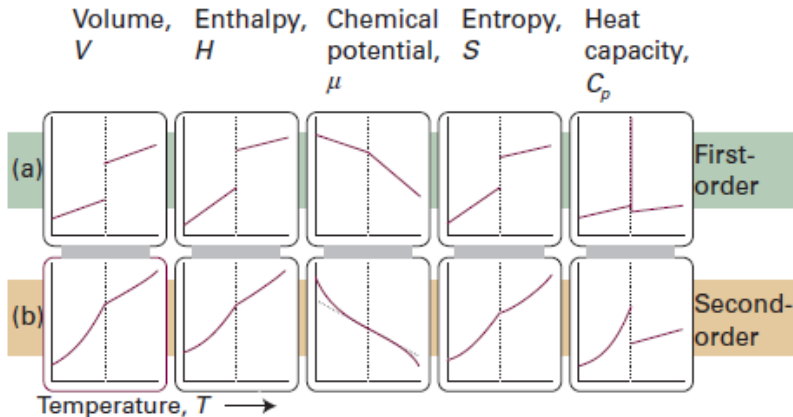 Volume,
V
Enthalpy,
H
Chemical
potential,
μ
Entropy,
S
Heat
capacity,
Cₚ
(a)
First-
order
(b)
Second-
order
Temperature, T →